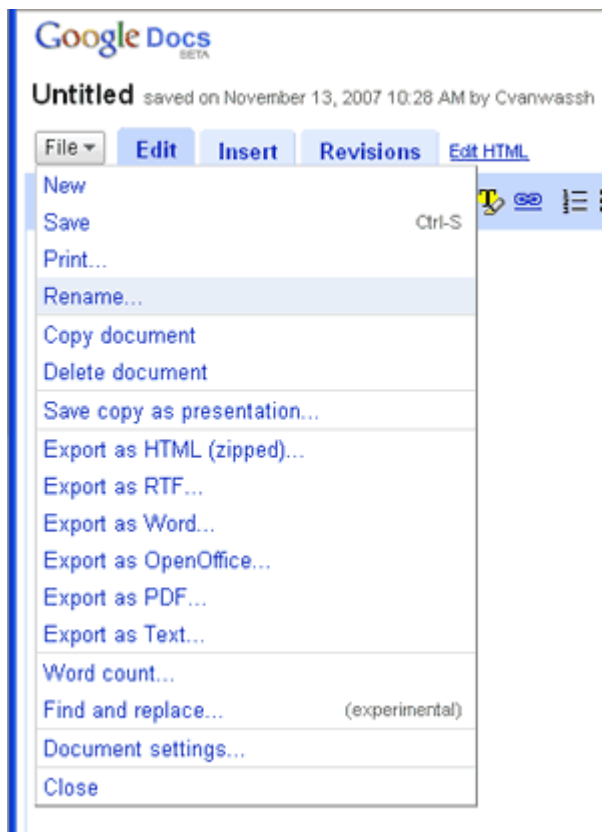 Google Docs
BETA
Untitled saved on November 13, 2007 10:28 AM by Cvanwassh
File Edit Insert Revisions Edit HTML
New
Save Ctrl-S
Print...
Rename...
Copy document
Delete document
Save copy as presentation...
Export as HTML (zipped)...
Export as RTF...
Export as Word...
Export as OpenOffice...
Export as PDF...
Export as Text...
Word count...
Find and replace... (experimental)
Document settings...
Close